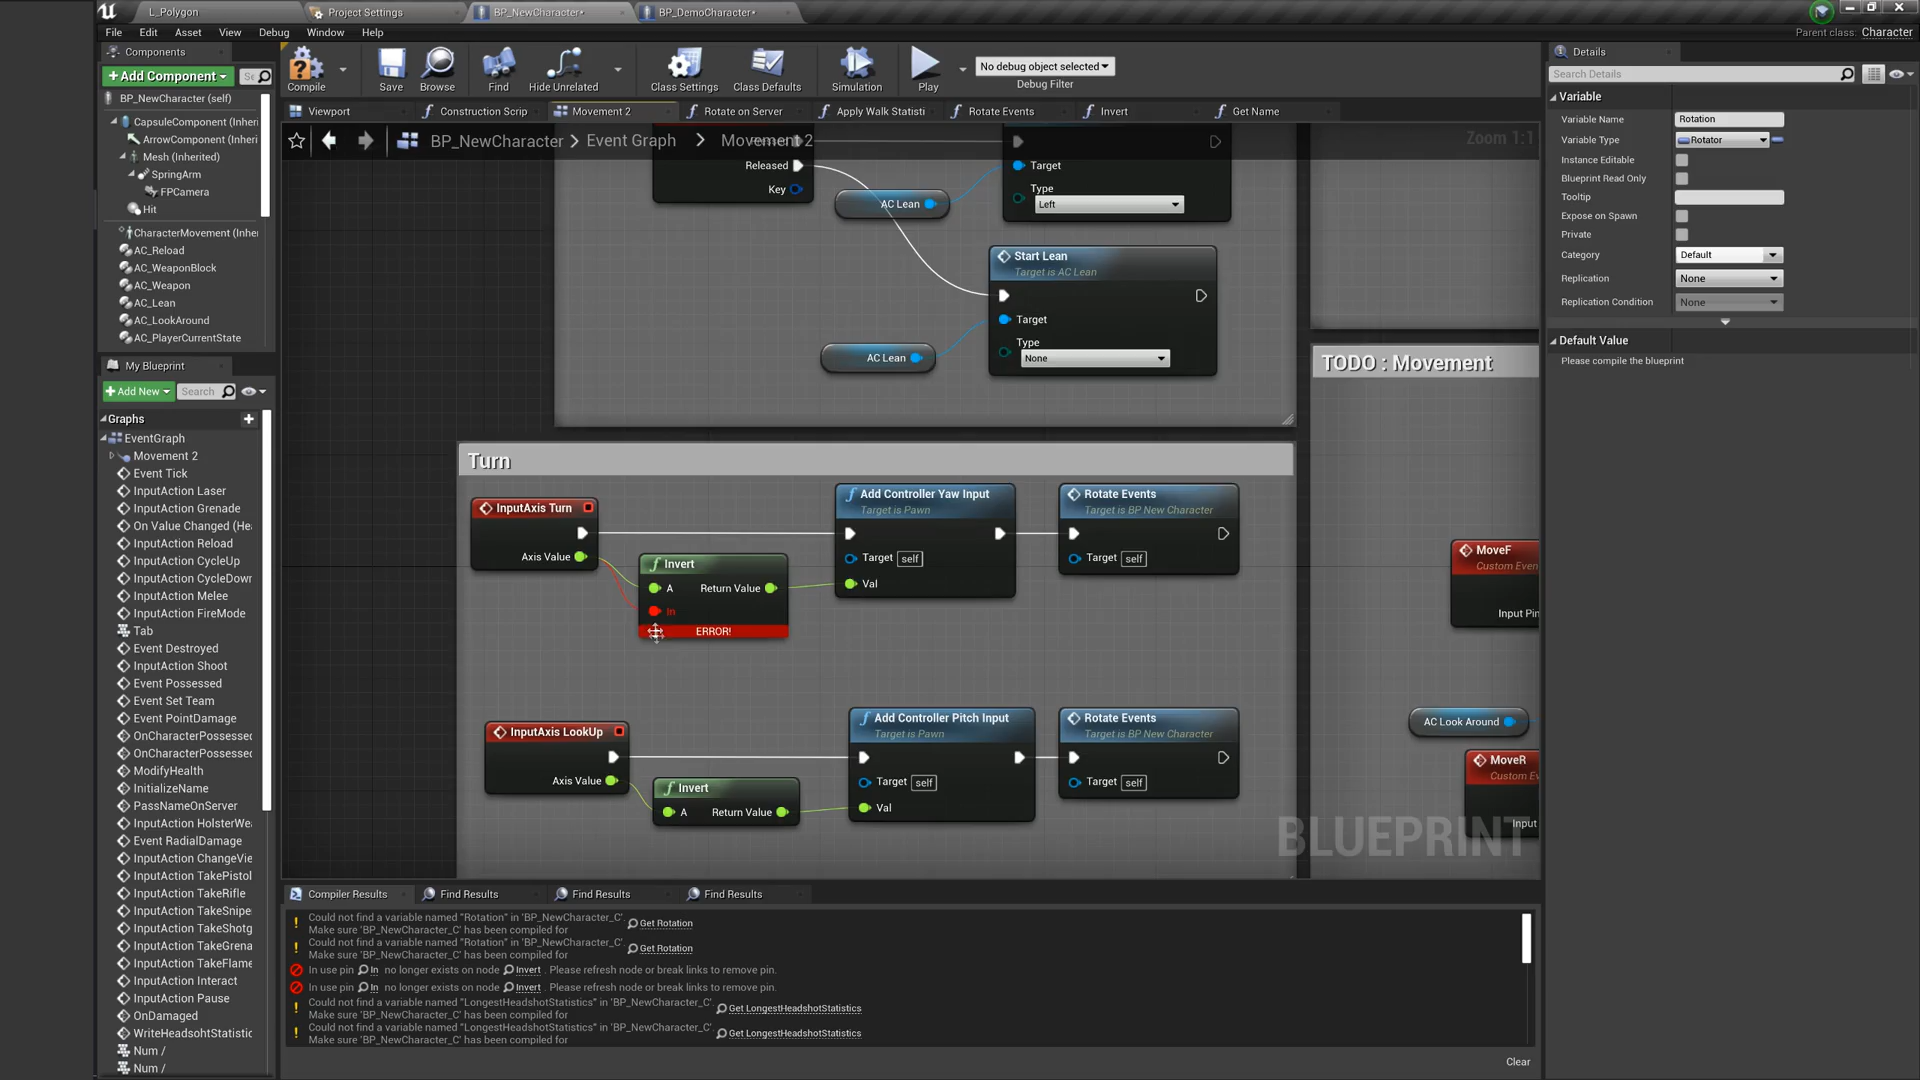 L_Polygon
Project Settings
BP_NewCharacter*
BP_DemoCharacter*
File Edit Asset View Debug Window Help
Parent class: Character
Components
+Add Component
BP_NewCharacter (self)
CapsuleComponent (Inheri
ArrowComponent (Inheri
Mesh (Inherited)
SpringArm
FPCamera
Hit
CharacterMovement (Inher
AC_Reload
AC_WeaponBlock
AC_Weapon
AC_Lean
AC_LookAround
AC_PlayerCurrentState
My Blueprint
+Add New
Search
Graphs
EventGraph
Movement 2
Event Tick
InputAction Laser
InputAction Grenade
On Value Changed (Hea
InputAction Reload
InputAction CycleUp
InputAction CycleDown
InputAction Melee
InputAction FireMode
Tab
Event Destroyed
InputAction Shoot
Event Possessed
Event Set Team
Event PointDamage
OnCharacterPossessed
OnCharacterPossessed
ModifyHealth
InitializeName
PassNameOnServer
InputAction HolsterWea
Event RadialDamage
InputAction ChangeVie
InputAction TakePistol
InputAction TakeRifle
InputAction TakeSnipe
InputAction TakeShotg
InputAction TakeGrena
InputAction TakeFlame
InputAction Interact
InputAction Pause
OnDamaged
WriteHeadsohtStatistic
Num /
Num /
Compile
Save
Browse
Find
Hide Unrelated
Class Settings
Class Defaults
Simulation
Play
No debug object selected
Debug Filter
Viewport
Construction Scrip
Movement 2
Rotate on Server
Apply Walk Statisti
Rotate Events
Invert
Get Name
BP_NewCharacter > Event Graph > Movement 2
Zoom 1:1
Released
Key
AC Lean
Target
Type
Left
Start Lean
Target is AC Lean
Target
AC Lean
Type
None
TODO : Movement
Turn
InputAxis Turn
Axis Value
Invert
A
Return Value
In
ERROR!
Add Controller Yaw Input
Target is Pawn
Target self
Val
Rotate Events
Target is BP New Character
Target self
InputAxis LookUp
Axis Value
Invert
A
Return Value
Add Controller Pitch Input
Target is Pawn
Target self
Val
Rotate Events
Target is BP New Character
Target self
MoveF
Custom Even
Input Pin
AC Look Around
MoveR
Custom Ev
Input
BLUEPRINT
Compiler Results
Find Results
Find Results
Find Results
Could not find a variable named "Rotation" in 'BP_NewCharacter_C'.
Make sure 'BP_NewCharacter_C' has been compiled for
Get Rotation
Could not find a variable named "Rotation" in 'BP_NewCharacter_C'
Make sure 'BP_NewCharacter_C' has been compiled for
Get Rotation
In use pin In no longer exists on node Invert . Please refresh node or break links to remove pin.
In use pin In no longer exists on node Invert . Please refresh node or break links to remove pin.
Could not find a variable named "LongestHeadshotStatistics" in 'BP_NewCharacter_C'.
Make sure 'BP_NewCharacter_C' has been compiled for
Get LongestHeadshotStatistics
Could not find a variable named "LongestHeadshotStatistics" in 'BP_NewCharacter_C'.
Make sure 'BP_NewCharacter_C' has been compiled for
Get LongestHeadshotStatistics
Clear
Details
Search Details
Variable
Variable Name
Rotation
Variable Type
Rotator
Instance Editable
Blueprint Read Only
Tooltip
Expose on Spawn
Private
Category
Default
Replication
None
Replication Condition
None
Default Value
Please compile the blueprint